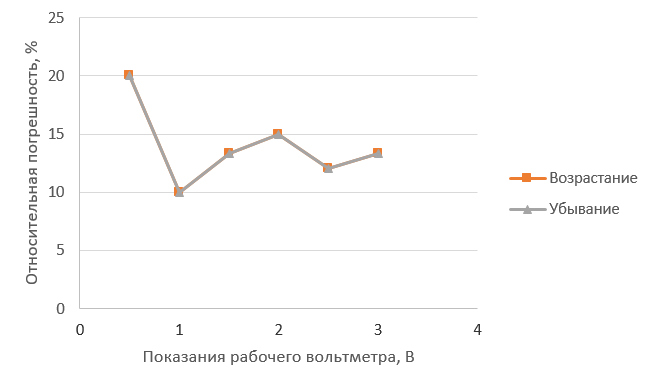 Относительная погрешность, %
25
20
15
10
5
0
0 1 2 3 4
Показания рабочего вольтметра, В
Возрастание
Убывание